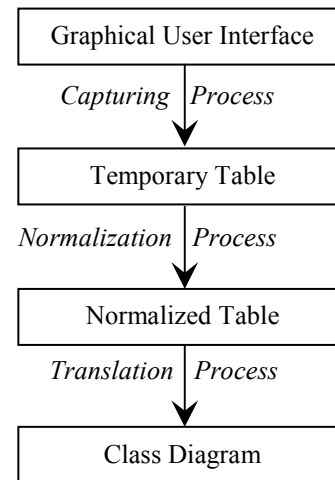 Graphical User Interface
Capturing Process
Temporary Table
Normalization Process
Normalized Table
Translation Process
Class Diagram